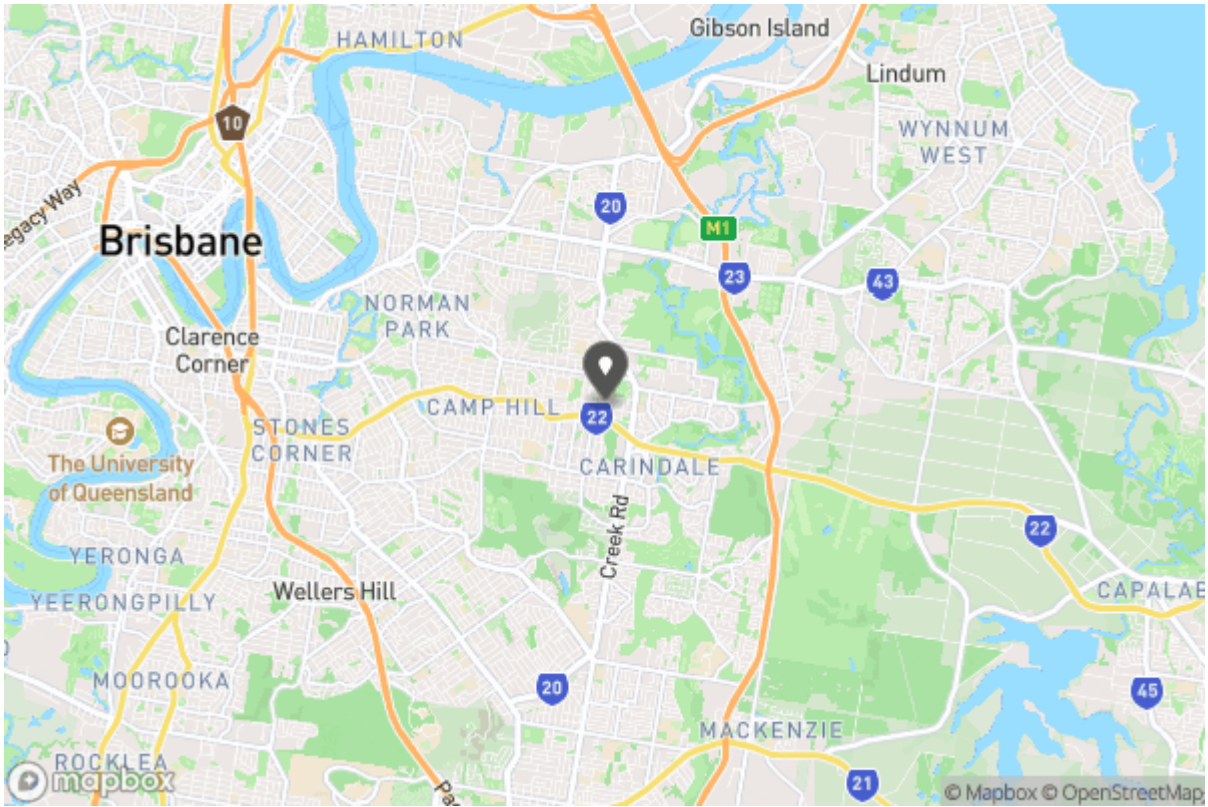 HAMILTON
Gibson Island
Lindum
10
WYNNUM
WEST
Legacy Way
20
M1
Brisbane
23
43
NORMAN
PARK
Clarence
Corner
CAMP HILL
22
STONES
CORNER
The University
of Queensland
CARINDALE
22
Creek Rd
YERONGA
Wellers Hill
YEERONGPILLY
CAPALAB
MOOROOKA
20
45
MACKENZIE
ROCKLEA
Pac
21
mapbox
© Mapbox © OpenStreetMap